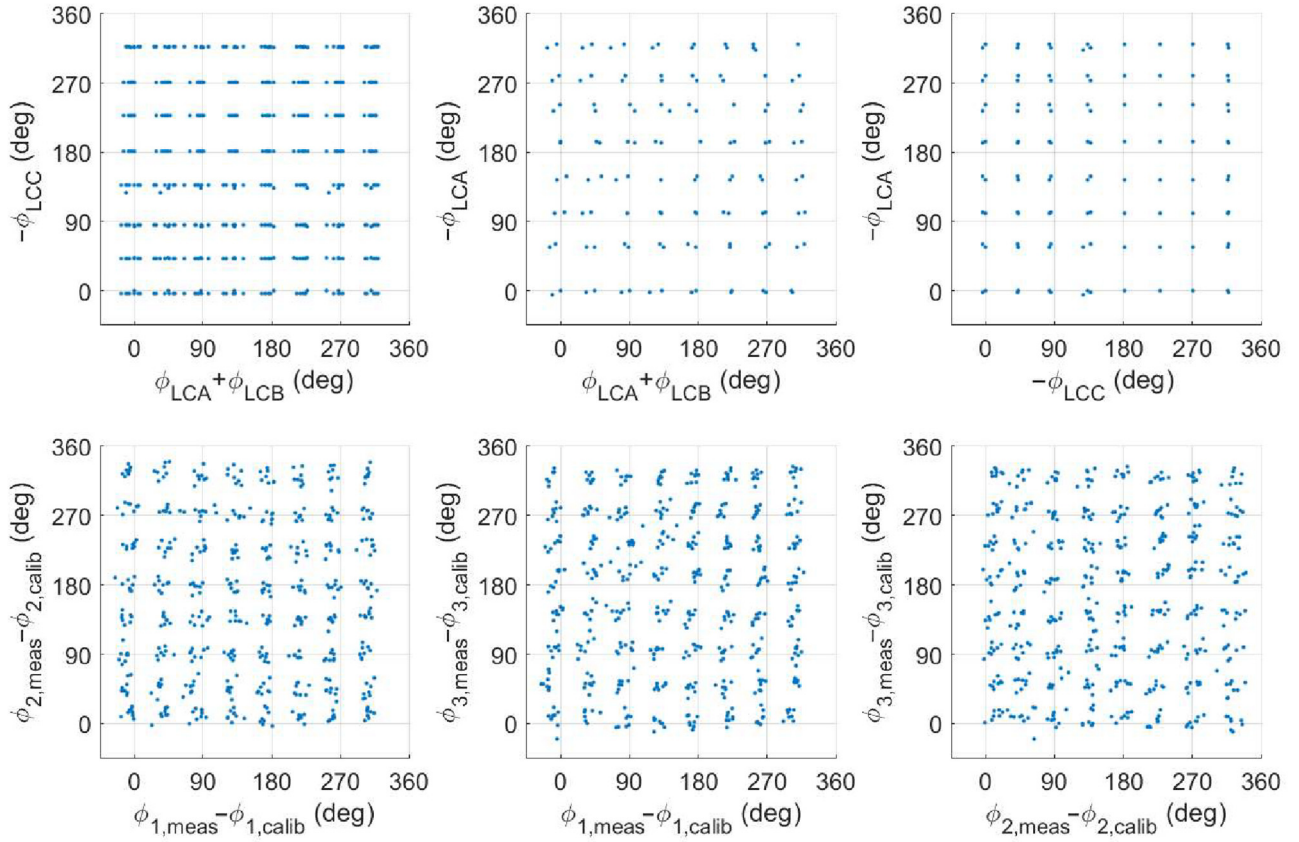 360
270
180
90
0
-ϕLCC (deg)
0 90 180 270 360
ϕLCA+ϕLCB (deg)
360
270
180
90
0
-ϕLCA (deg)
0 90 180 270 360
ϕLCA+ϕLCB (deg)
360
270
180
90
0
-ϕLCA (deg)
0 90 180 270 360
-ϕLCC (deg)
360
270
180
90
0
ϕ2,meas-ϕ2,calib (deg)
0 90 180 270 360
ϕ1,meas-ϕ1,calib (deg)
360
270
180
90
0
ϕ3,meas-ϕ3,calib (deg)
0 90 180 270 360
ϕ1,meas-ϕ1,calib (deg)
360
270
180
90
0
ϕ3,meas-ϕ3,calib (deg)
0 90 180 270 360
ϕ2,meas-ϕ2,calib (deg)